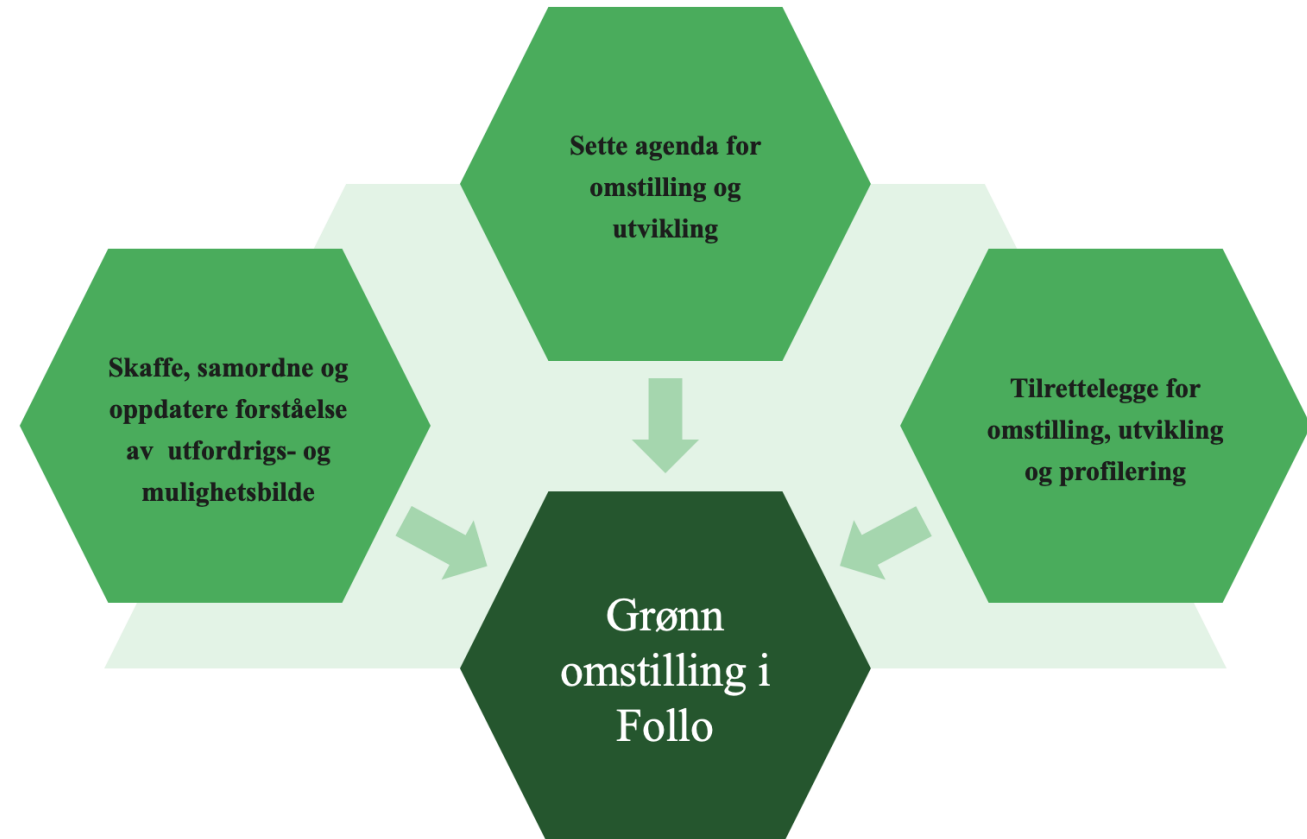 Sette agenda for
omstilling og
utvikling
Skaffe, samordne og
oppdatere forståelse
av utfordrigs- og
mulighetsbilde
Tilrettelegge for
omstilling, utvikling
og profilering
Grønn
omstilling i
Follo